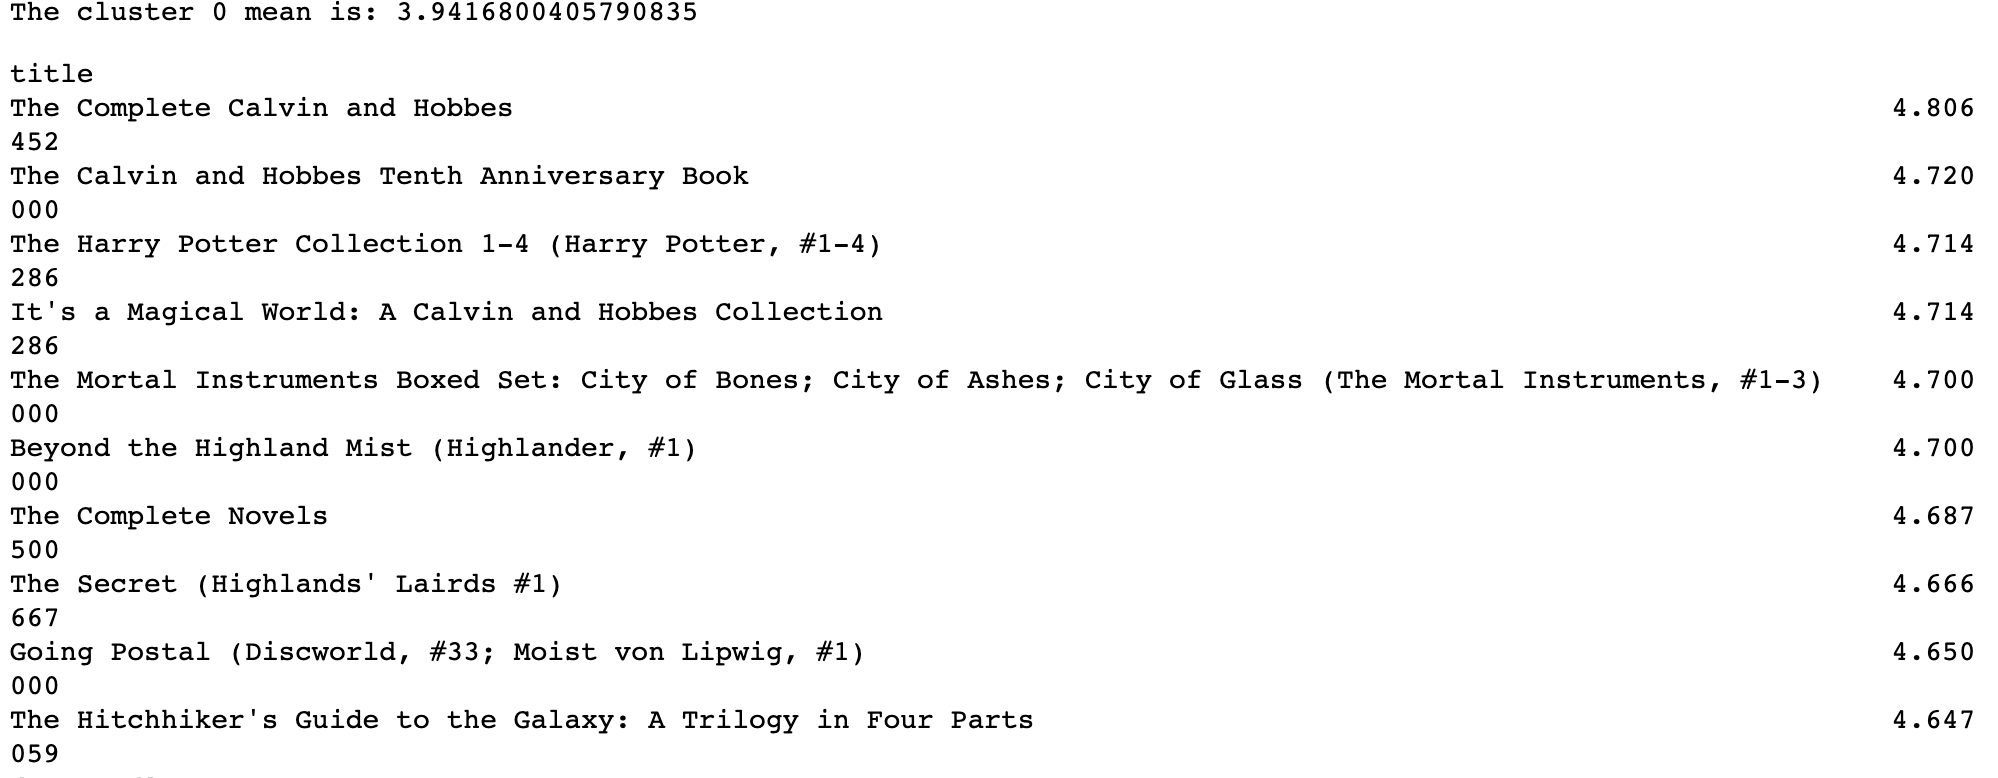 The cluster 0 mean is: 3.9416800405790835
title
The Complete Calvin and Hobbes 4.806
452
The Calvin and Hobbes Tenth Anniversary Book 4.720
000
The Harry Potter Collection 1-4 (Harry Potter, #1-4) 4.714
286
It's a Magical World: A Calvin and Hobbes Collection 4.714
286
The Mortal Instruments Boxed Set: City of Bones; City of Ashes; City of Glass (The Mortal Instruments, #1-3) 4.700
000
Beyond the Highland Mist (Highlander, #1) 4.700
000
The Complete Novels 4.687
500
The Secret (Highlands' Lairds #1) 4.666
667
Going Postal (Discworld, #33; Moist von Lipwig, #1) 4.650
000
The Hitchhiker's Guide to the Galaxy: A Trilogy in Four Parts 4.647
059